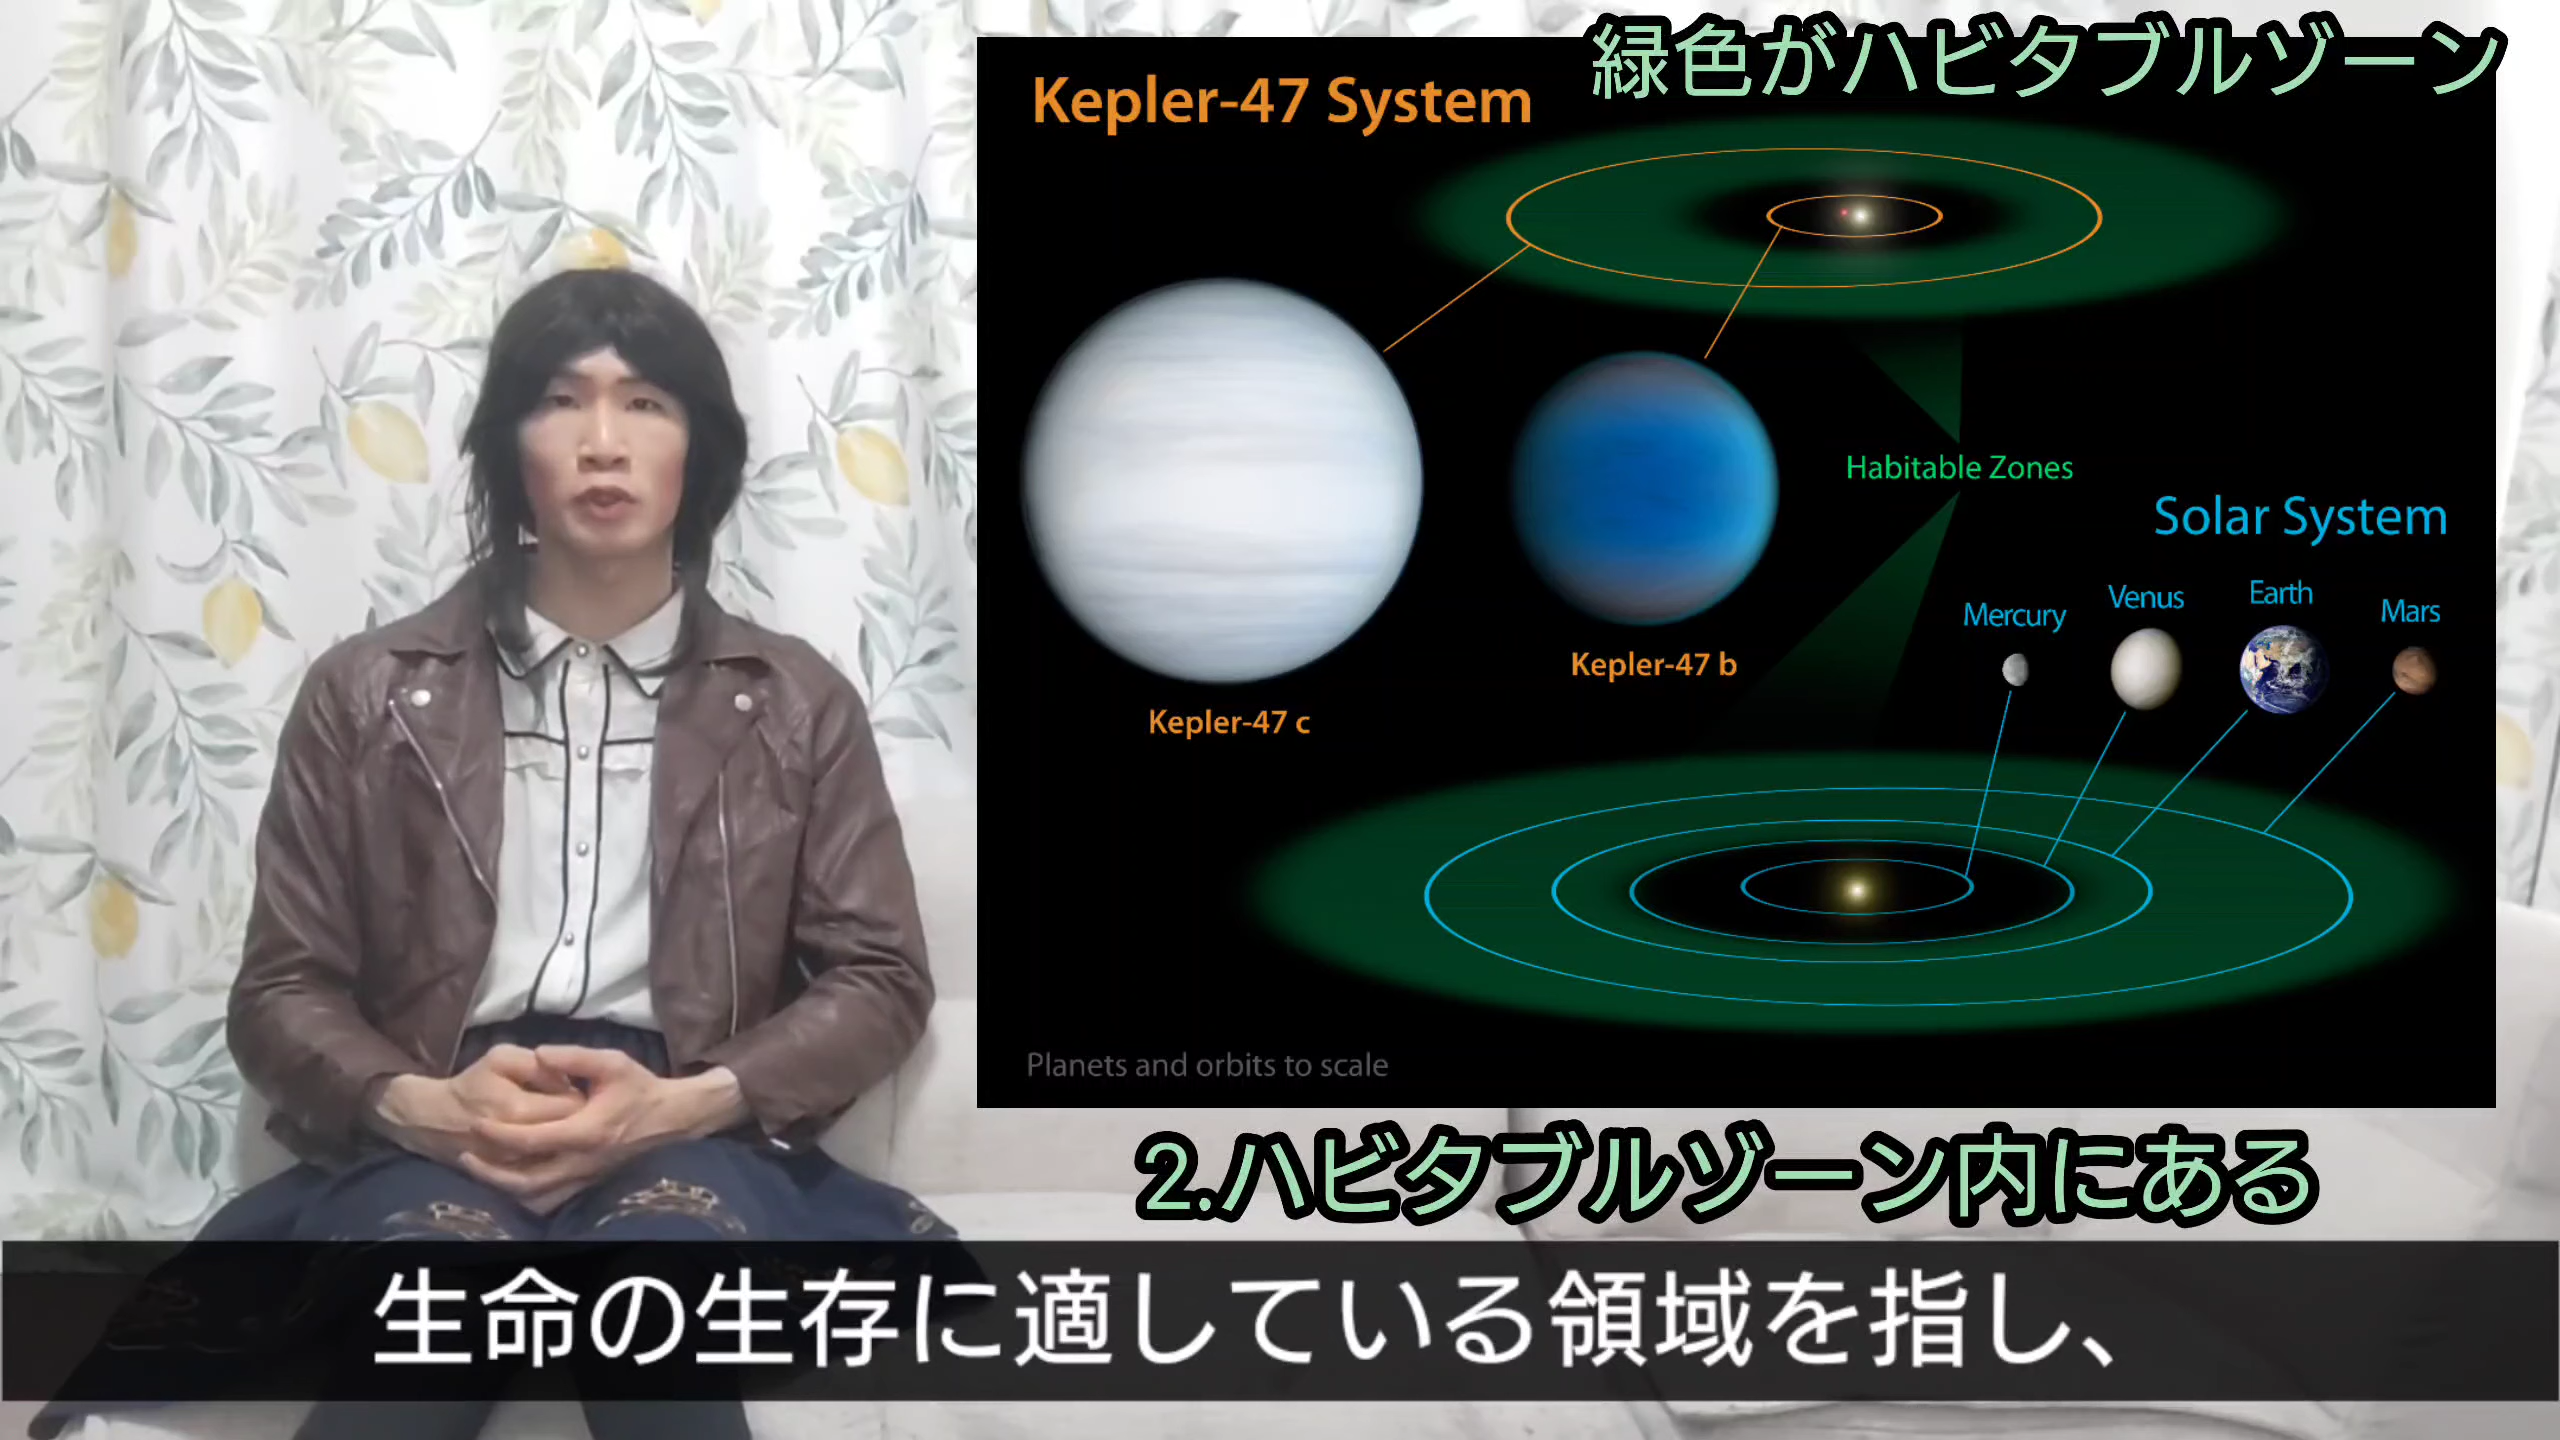 緑色がハビタブルゾーン
Kepler-47 System
Habitable Zones
Solar System
Mercury
Venus
Earth
Mars
Kepler-47 b
Kepler-47 c
Planets and orbits to scale
2.ハビタブルゾーン内にある
生命の生存に適している領域を指し、